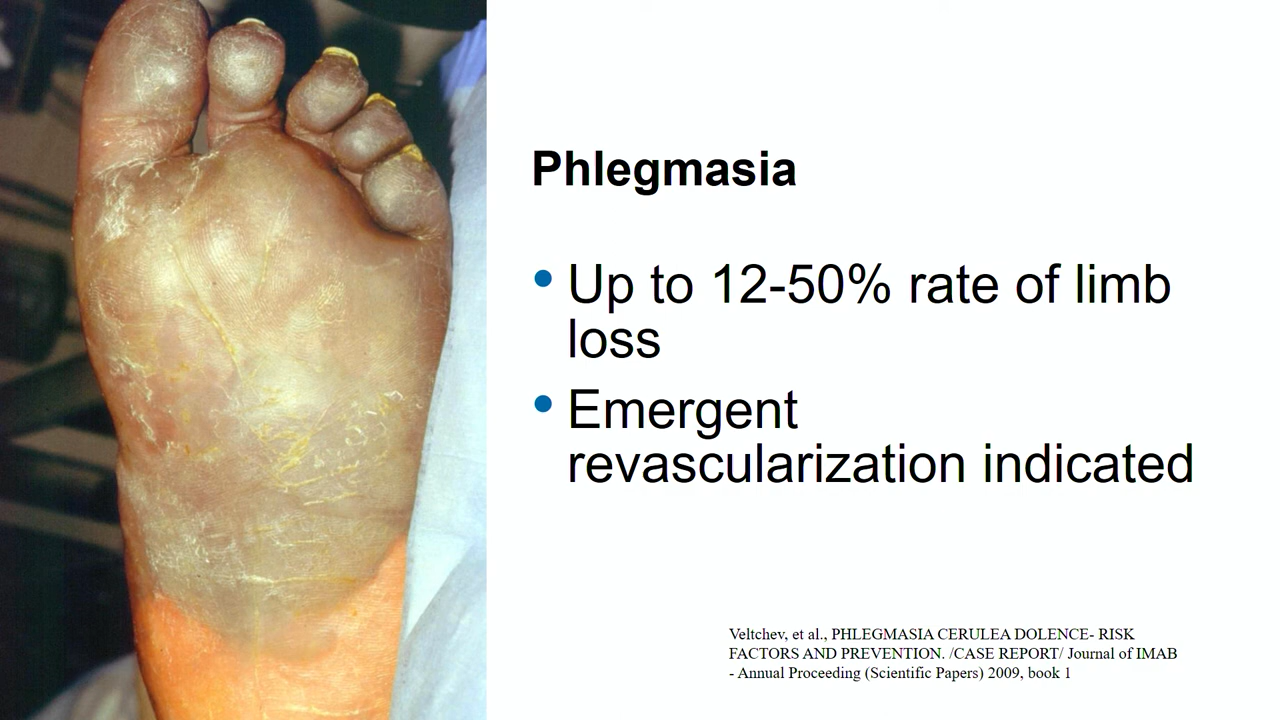 Phlegmasia
• Up to 12-50% rate of limb
loss
• Emergent
revascularization indicated
Veltchev, et al., PHLEGMASIA CERULEA DOLENCE- RISK
FACTORS AND PREVENTION. /CASE REPORT/ Journal of IMAB
- Annual Proceeding (Scientific Papers) 2009, book 1